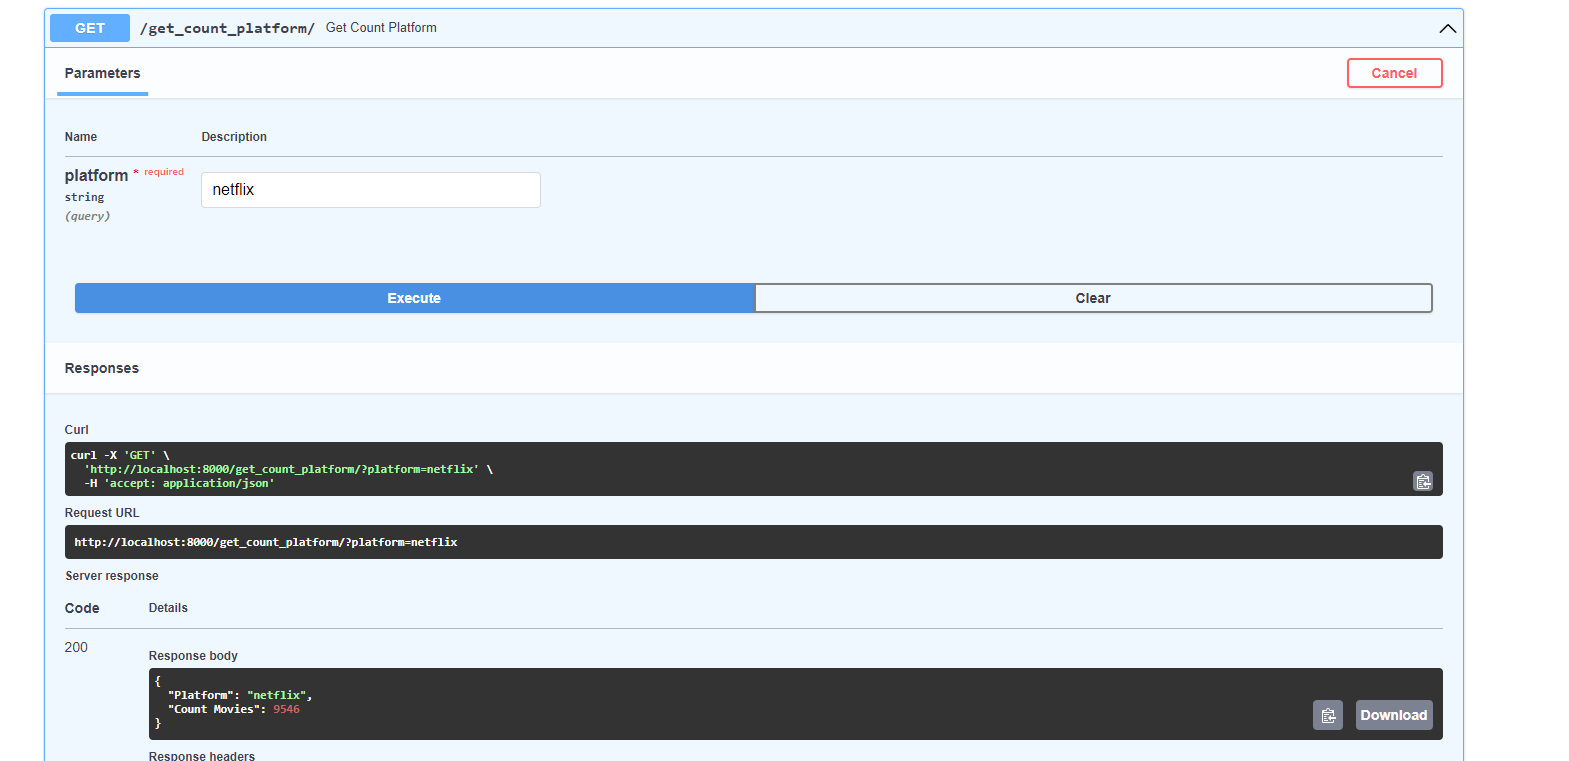 GET /get_count_platform/ Get Count Platform
Parameters
Cancel
Name Description
platform * required
string
(query)
netflix
Execute Clear
Responses
Curl
curl -X 'GET' \
'http://localhost:8000/get_count_platform/?platform=netflix' \
-H 'accept: application/json'
Request URL
http://localhost:8000/get_count_platform/?platform=netflix
Server response
Code Details
200
Response body
{
"Platform": "netflix",
"Count Movies": 9546
}
Download
Response headers